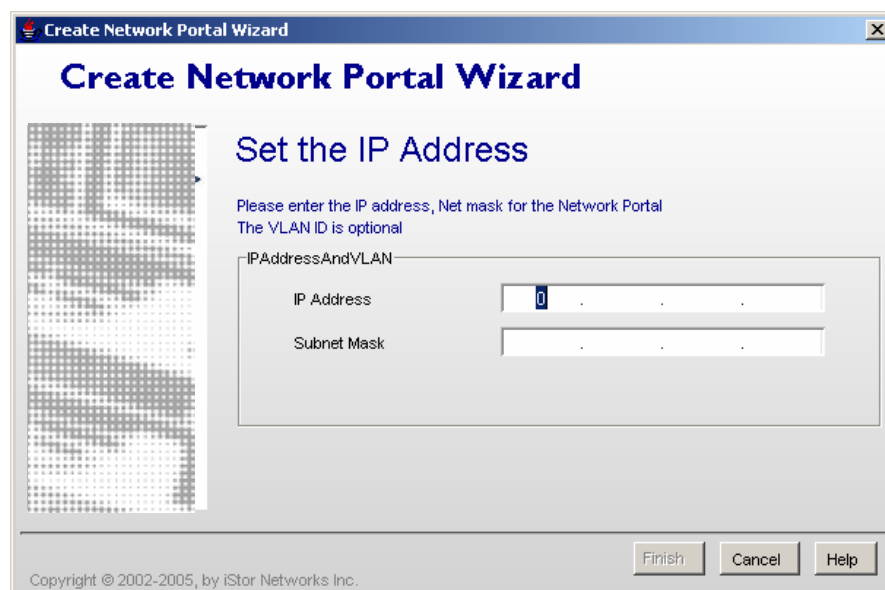 Create Network Portal Wizard
Create Network Portal Wizard
Set the IP Address
Please enter the IP address, Net mask for the Network Portal
The VLAN ID is optional
IPAddressAndVLAN
IP Address 0 . . .
Subnet Mask . . .
Finish Cancel Help
Copyright © 2002-2005, by iStor Networks Inc.